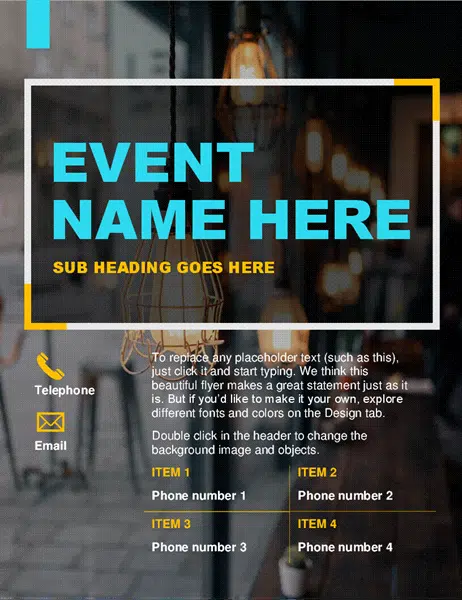 EVENT
NAME HERE
SUB HEADING GOES HERE
Telephone
Email
To replace any placeholder text (such as this),
just click it and start typing. We think this
beautiful flyer makes a great statement just as it
is. But if you'd like to make it your own, explore
different fonts and colors on the Design tab.
Double click in the header to change the
background image and objects.
ITEM 1
Phone number 1
ITEM 2
Phone number 2
ITEM 3
Phone number 3
ITEM 4
Phone number 4